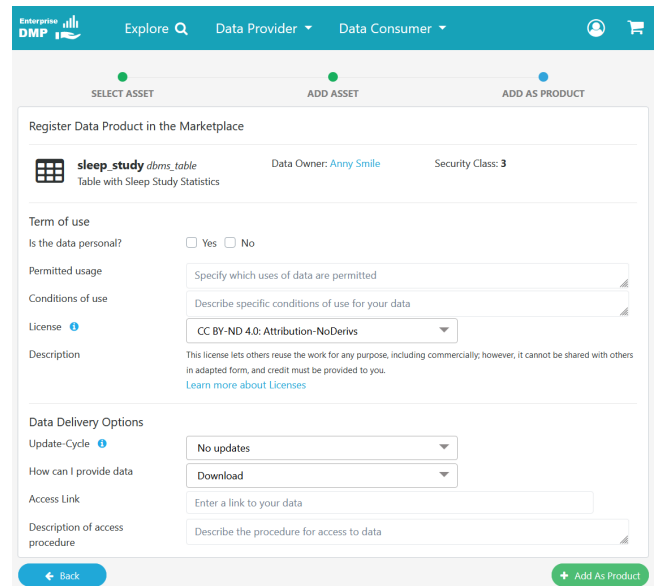 Enterprise
DMP
Explore
Data Provider
Data Consumer
SELECT ASSET
ADD ASSET
ADD AS PRODUCT
Register Data Product in the Marketplace
sleep_study dbms_table
Data Owner: Anny Smile
Security Class: 3
Table with Sleep Study Statistics
Term of use
Is the data personal?
Yes
No
Permitted usage
Specify which uses of data are permitted
Conditions of use
Describe specific conditions of use for your data
License
CC BY-ND 4.0: Attribution-NoDerivs
Description
This license lets others reuse the work for any purpose, including commercially; however, it cannot be shared with others
in adapted form, and credit must be provided to you.
Learn more about Licenses
Data Delivery Options
Update-Cycle
No updates
How can I provide data
Download
Access Link
Enter a link to your data
Description of access
procedure
Describe the procedure for access to data
Back
+ Add As Product